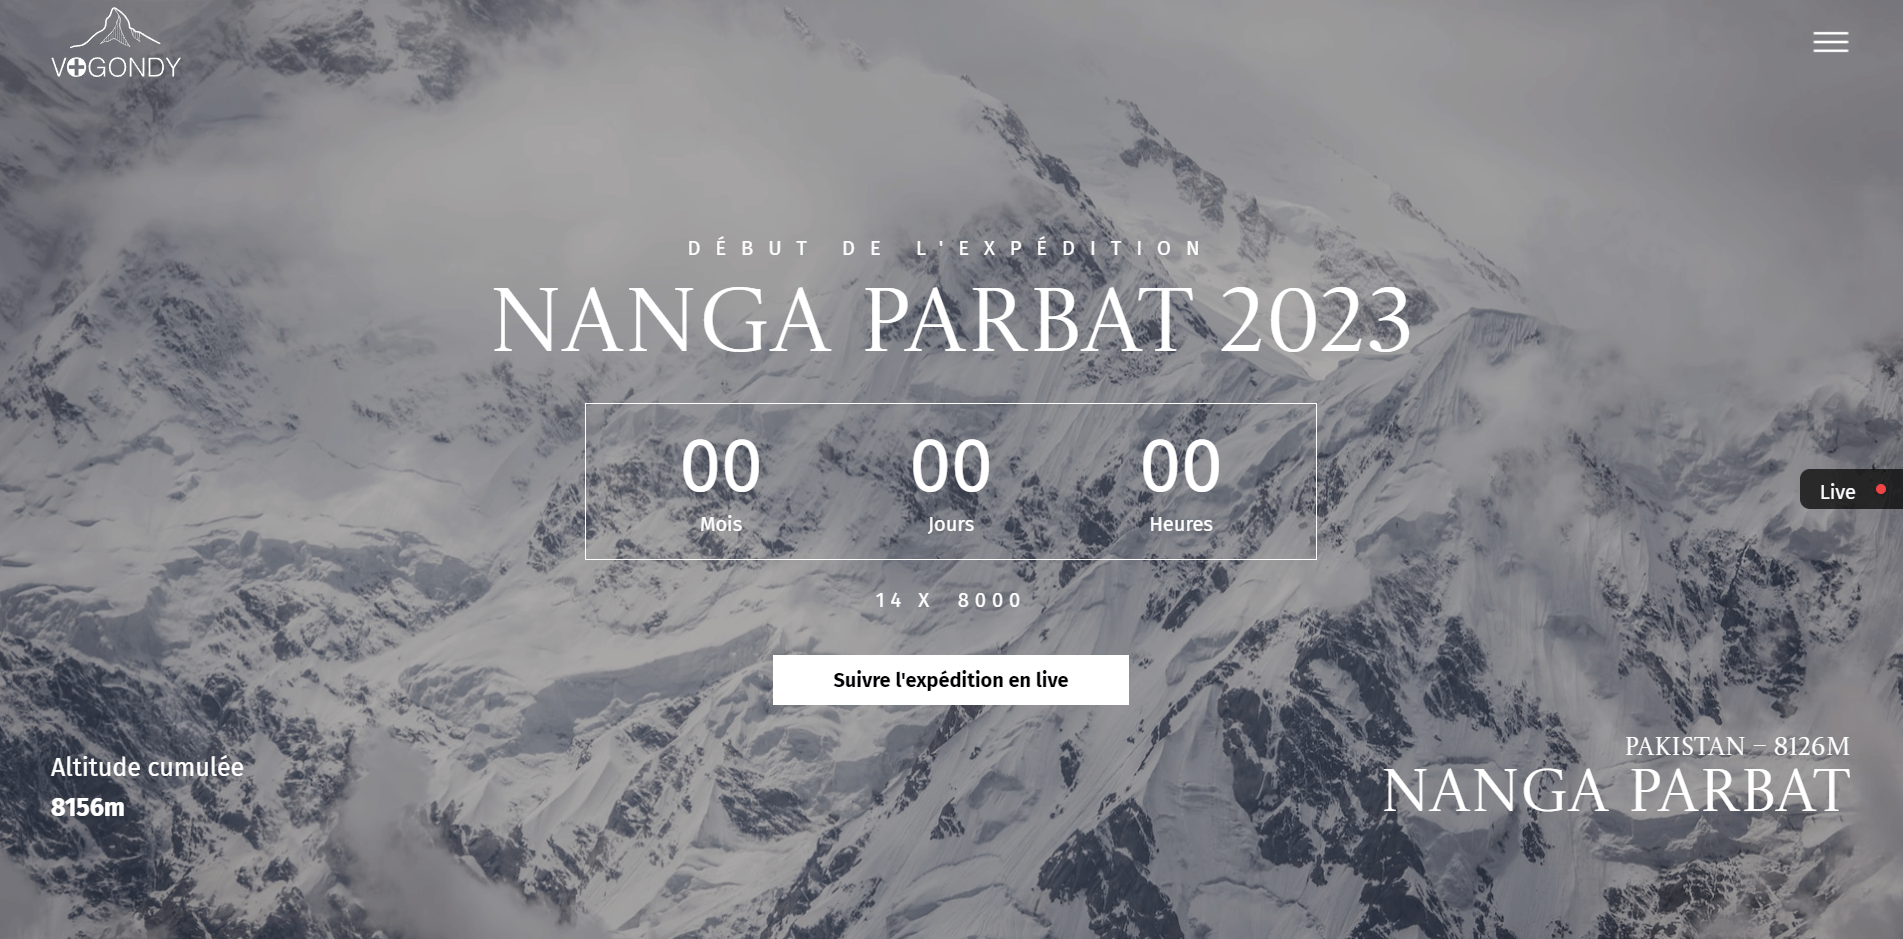 VOGONDY
DÉBUT DE L'EXPÉDITION
NANGA PARBAT 2023
00 00 00
Mois Jours Heures
Live
14 X 8000
Suivre l'expédition en live
Altitude cumulée
8156m
PAKISTAN – 8126M
NANGA PARBAT